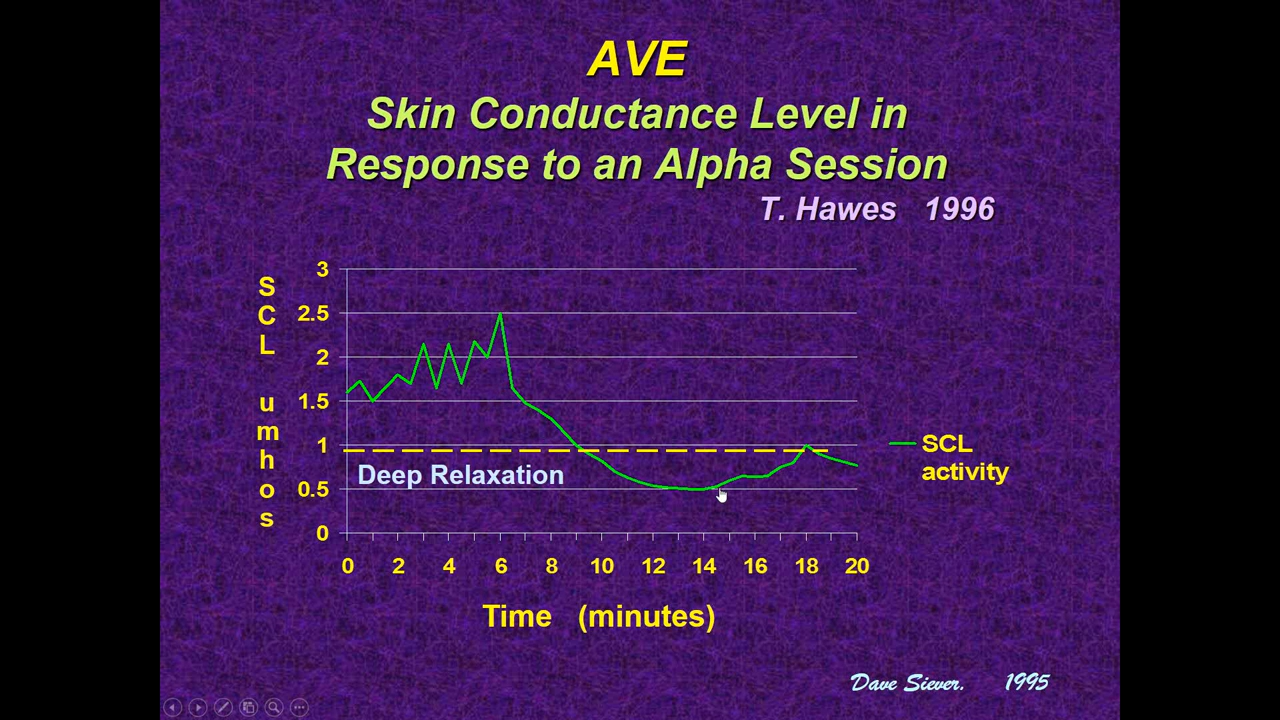 AVE
Skin Conductance Level in
Response to an Alpha Session
T. Hawes 1996
SCL umhos
3
2.5
2
1.5
1
0.5
0
Deep Relaxation
SCL
activity
0 2 4 6 8 10 12 14 16 18 20
Time (minutes)
Dave Siever. 1995